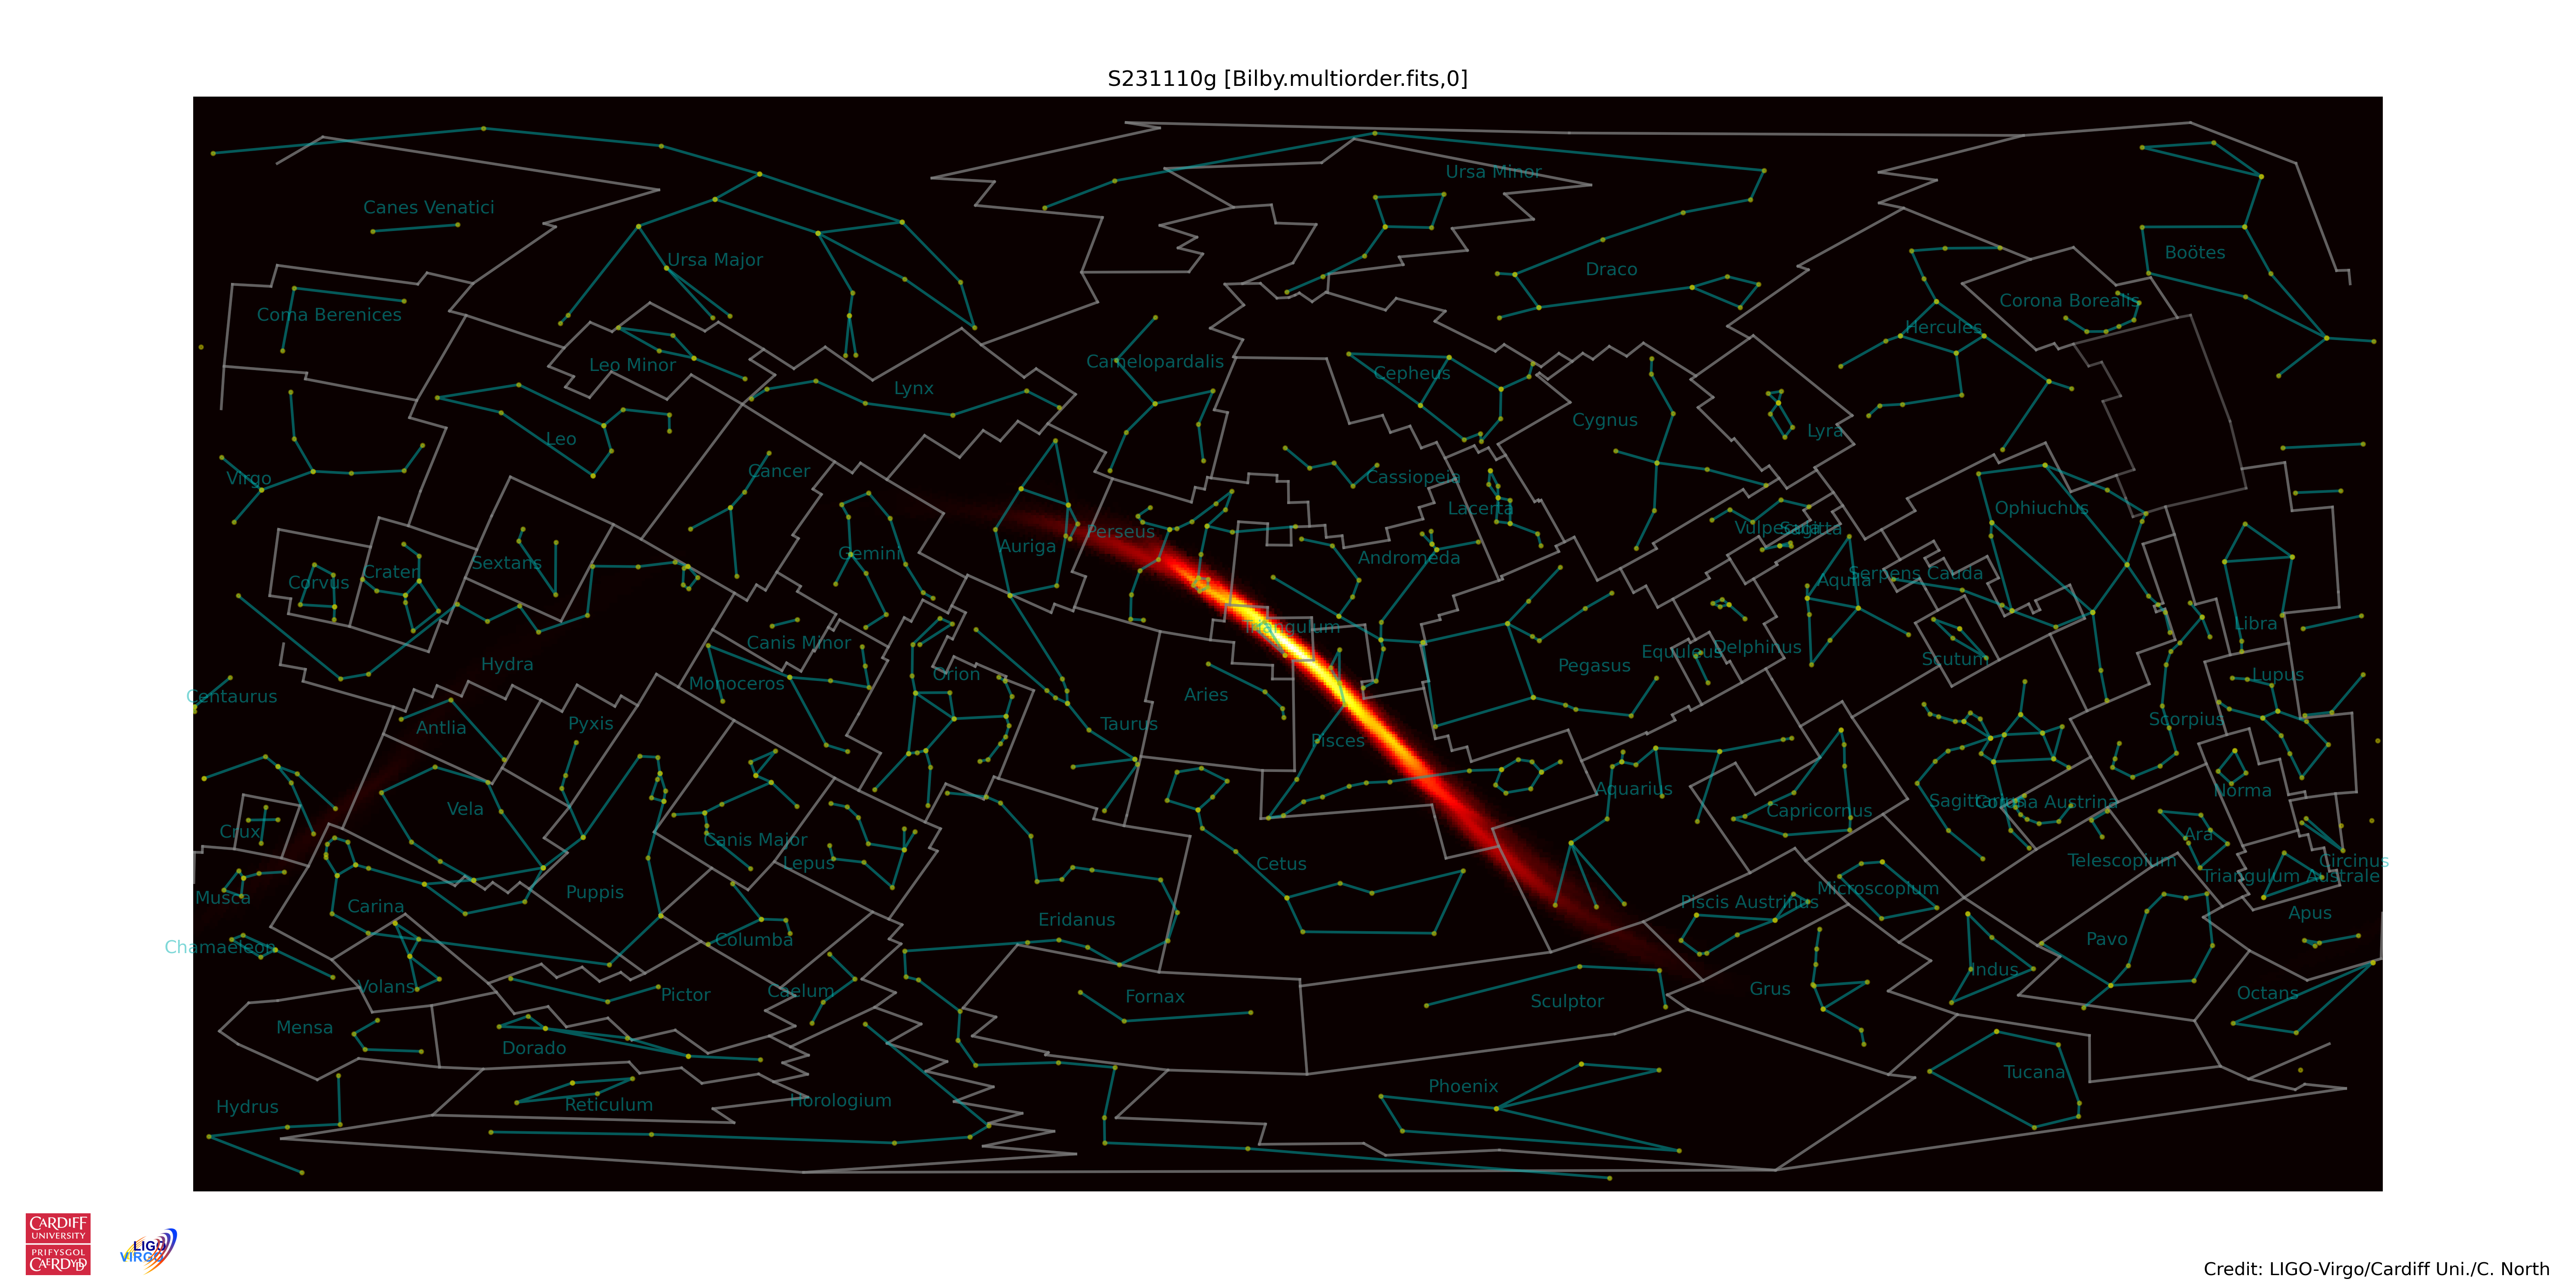 S231110g [Bilby.multiorder.fits,0]
Ursa Minor
Canes Venatici
Boötes
Ursa Major
Draco
Corona Borealis
Coma Berenices
Hercules
Camelopardalis
Leo Minor
Cepheus
Lynx
Cygnus
Lyra
Leo
Cancer
Cassiopeia
Virgo
Lacerta
Ophiuchus
Vulpecula
Sagitta
Perseus
Auriga
Gemini
Andromeda
Sextans
Crater
Corvus
Serpens Cauda
Aquila
Triangulum
Libra
Canis Minor
Equuleus
Delphinus
Scutum
Hydra
Pegasus
Orion
Lupus
Monoceros
Aries
Centaurus
Scorpius
Antlia
Pyxis
Taurus
Pisces
Aquarius
Norma
Sagittarius
Corona Austrina
Vela
Capricornus
Crux
Ara
Canis Major
Lepus
Cetus
Telescopium
Circinus
Triangulum Australe
Puppis
Microscopium
Musca
Piscis Austrinus
Carina
Apus
Eridanus
Columba
Pavo
Chamaeleon
Indus
Volans
Grus
Caelum
Octans
Pictor
Fornax
Sculptor
Mensa
Dorado
Tucana
Phoenix
Horologium
Reticulum
Hydrus
CARDIFF
UNIVERSITY
PRIFYSGOL
CAERDYDD
LIGO
VIRGO
Credit: LIGO-Virgo/Cardiff Uni./C. North